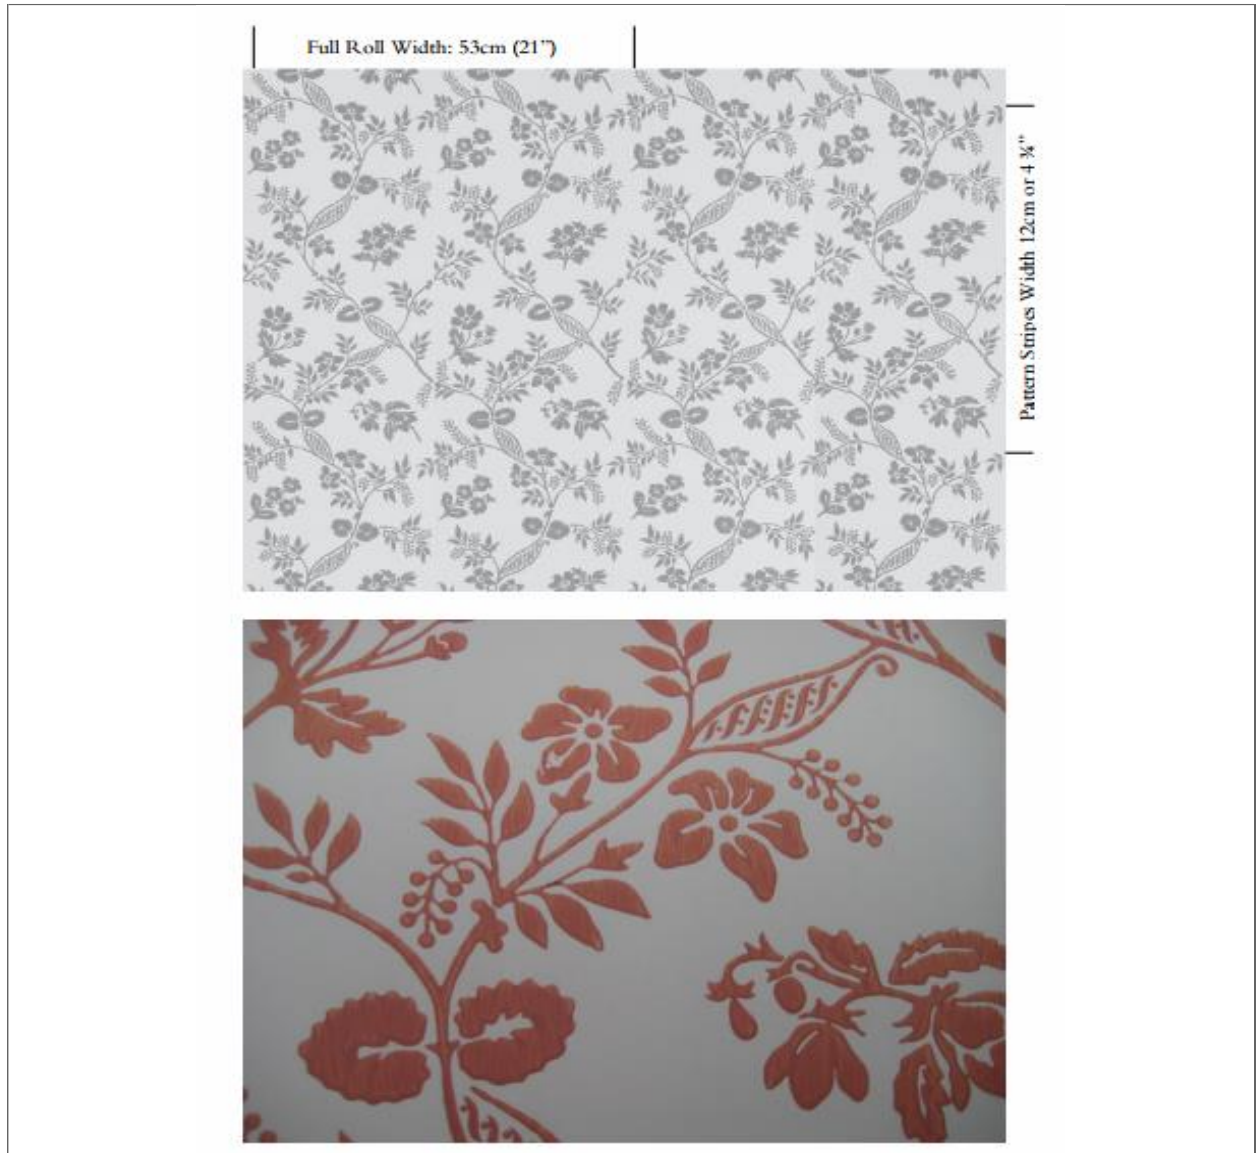 Full Roll Width: 53cm (21”)
Pattern Stripes Width 12cm or 4 ¾"